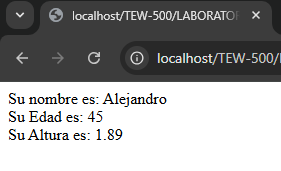 localhost/TEW-500/LABORATOR
localhost/TEW-500/
Su nombre es: Alejandro
Su Edad es: 45
Su Altura es: 1.89